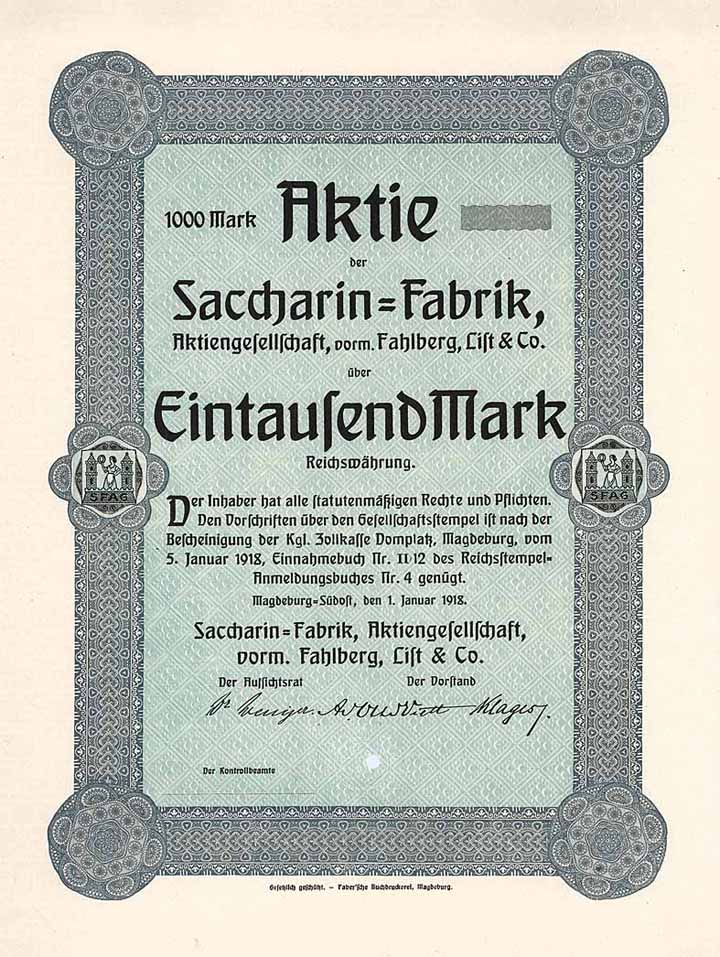 1000 Mark Aktie
der
Saccharin=Fabrik,
Aktiengeſellſchaft, vorm. Fahlberg, Liſt & Co.
über
Eintauſend Mark
Reichswährung.
Der Inhaber hat alle ſtatutenmäßigen Rechte und Pflichten.
Den Vorſchriften über den Geſellſchaftsſtempel iſt nach der
Beſcheinigung der Kgl. Zollkaſſe Domplatz, Magdeburg, vom
5. Januar 1918, Einnahmebuch Nr. II 12 des Reichsſtempel-
Anmeldungsbuches Nr. 4 genügt.
Magdeburg=Südoſt, den 1. Januar 1918.
Saccharin=Fabrik, Aktiengeſellſchaft,
vorm. Fahlberg, Liſt & Co.
Der Aufſichtsrat Der Vorſtand
Klages
Der Kontrollbeamte
SFAG
SFAG
Geſetzlich geſchützt. – Faber'ſche Buchdruckerei, Magdeburg.